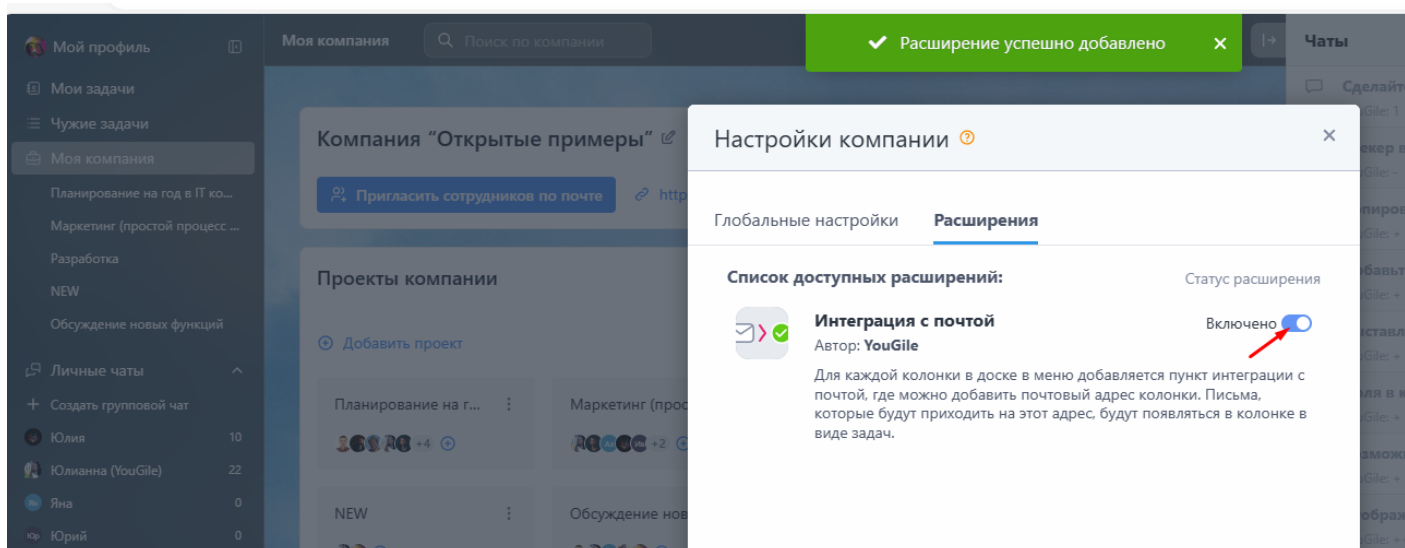 Мой профиль
Мои задачи
Чужие задачи
Моя компания
Планирование на год в IT ко...
Маркетинг (простой процесс ...
Разработка
NEW
Обсуждение новых функций
Личные чаты
Создать групповой чат
Юлия 10
Юлианна (YouGile) 22
Яна 0
Юрий 0
Моя компания
Поиск по компании
Расширение успешно добавлено
Компания “Открытые примеры”
Пригласить сотрудников по почте
http
Проекты компании
Добавить проект
Планирование на г...
+4
Маркетинг (прос
+2
NEW
Обсуждение нов
Настройки компании
Глобальные настройки Расширения
Список доступных расширений: Статус расширения
Интеграция с почтой
Включено
Автор: YouGile
Для каждой колонки в доске в меню добавляется пункт интеграции с
почтой, где можно добавить почтовый адрес колонки. Письма,
которые будут приходить на этот адрес, будут появляться в колонке в
виде задач.
Чаты
Сделайт